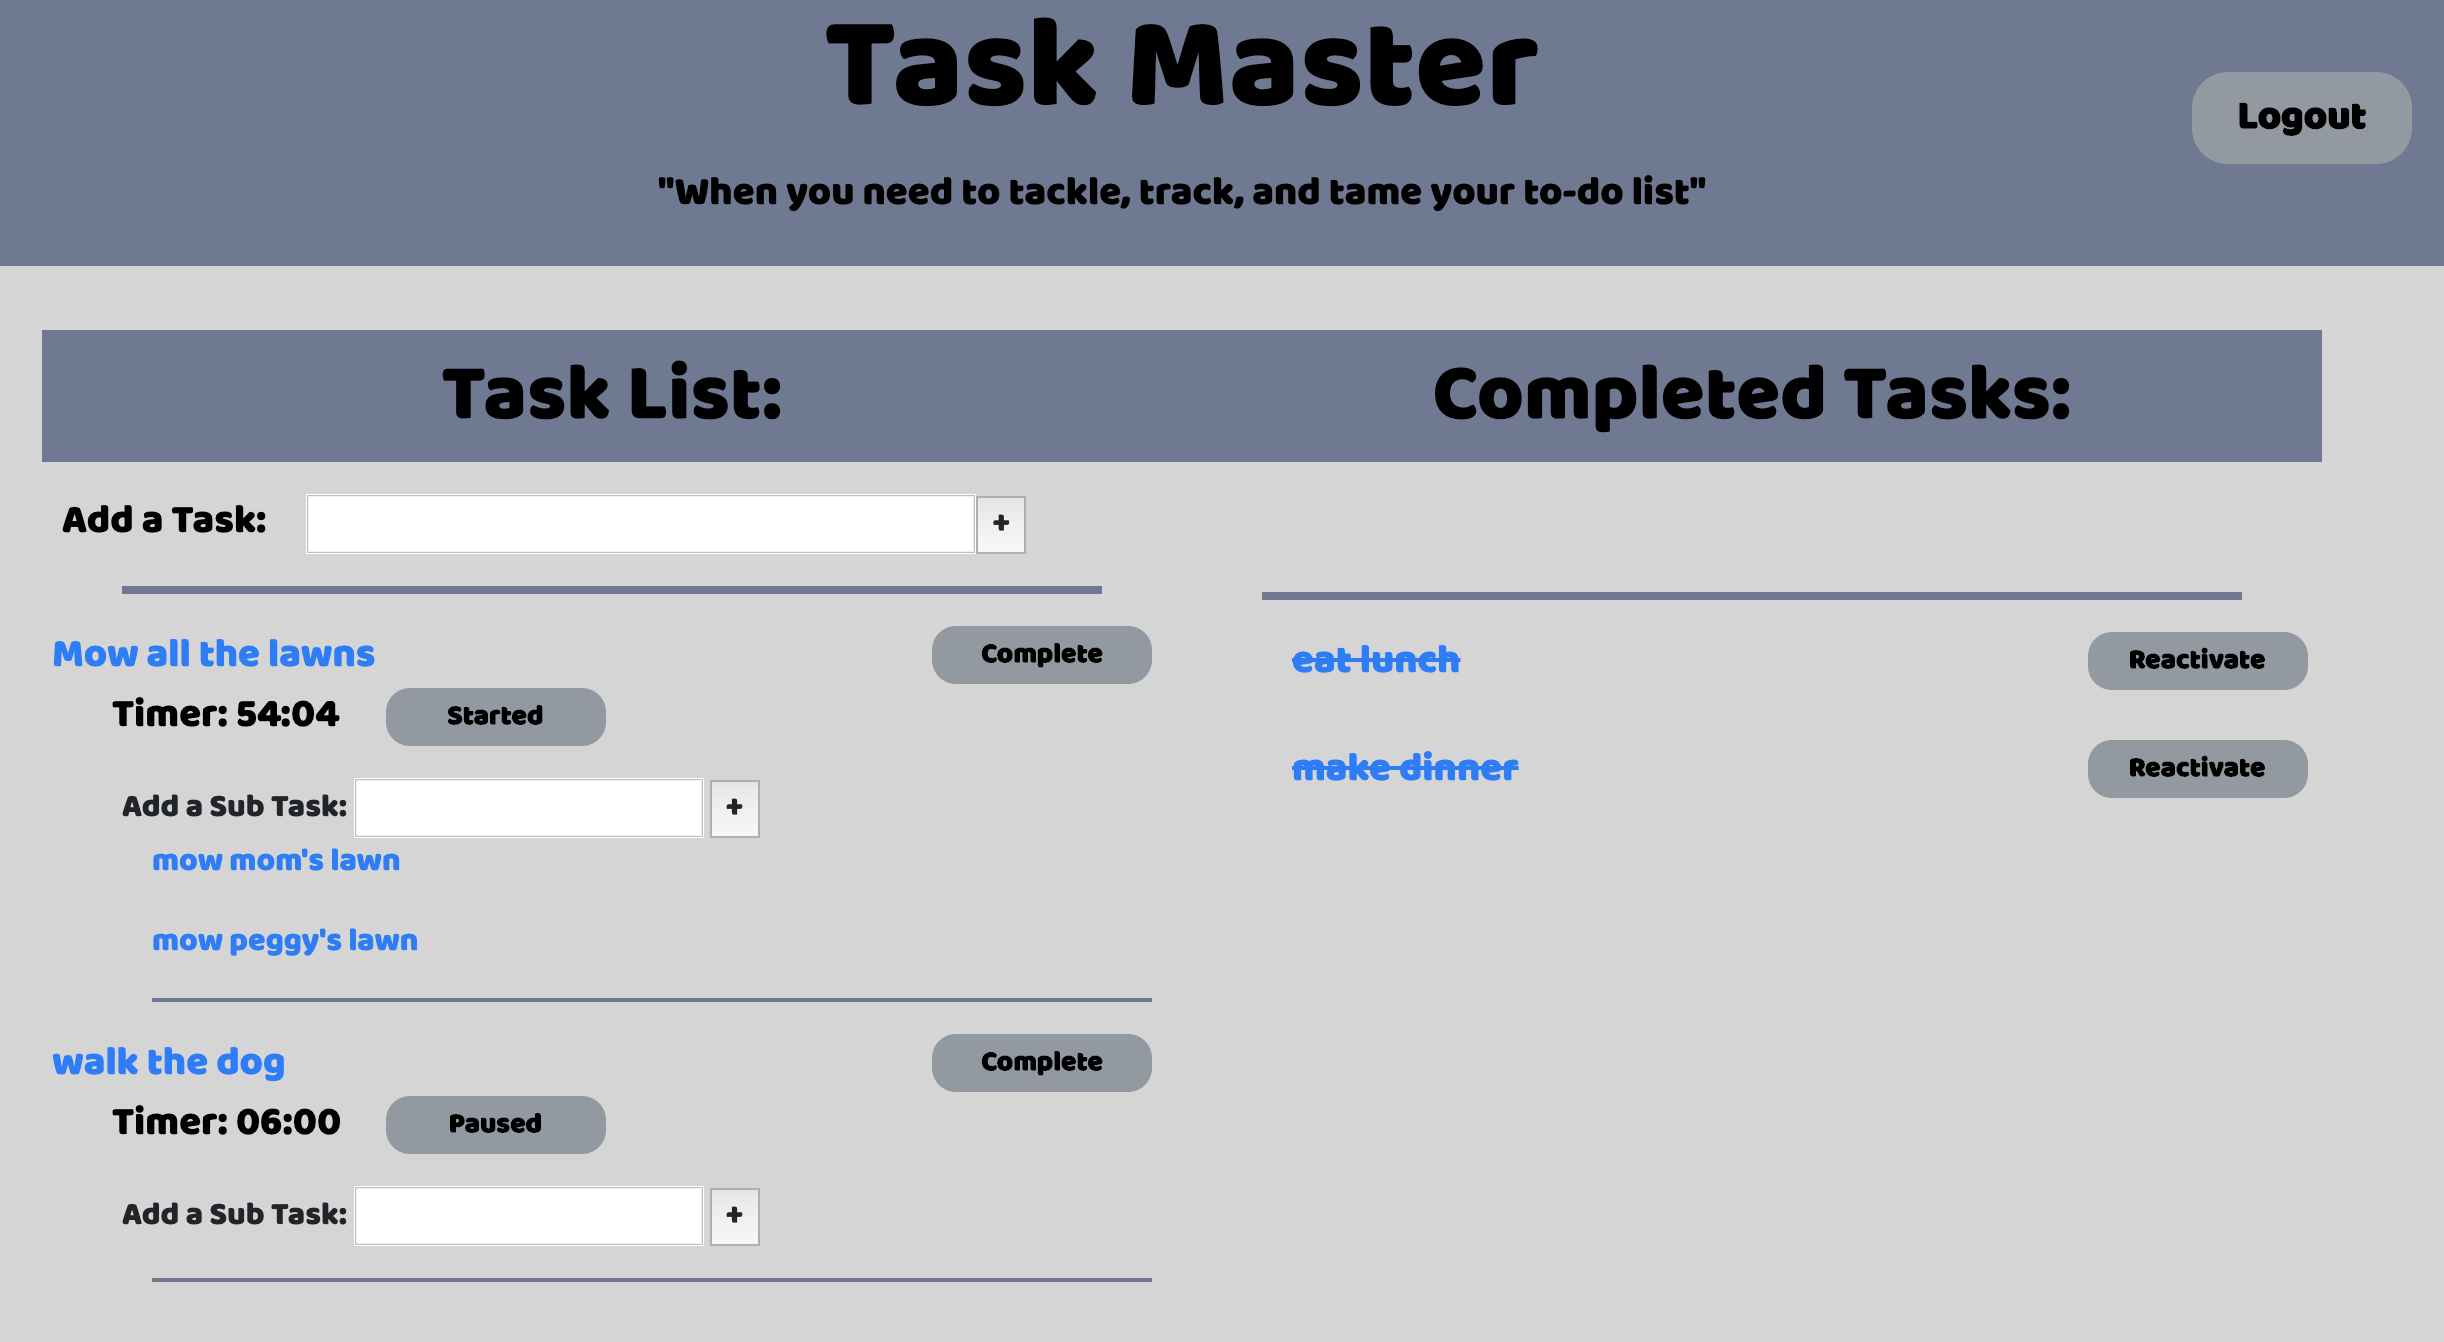 Task Master
Logout
"When you need to tackle, track, and tame your to-do list"
Task List:
Completed Tasks:
Add a Task:
+
Mow all the lawns
Complete
Timer: 54:04
Started
Add a Sub Task:
+
mow mom's lawn
mow peggy's lawn
walk the dog
Complete
Timer: 06:00
Paused
Add a Sub Task:
+
eat lunch
Reactivate
make dinner
Reactivate